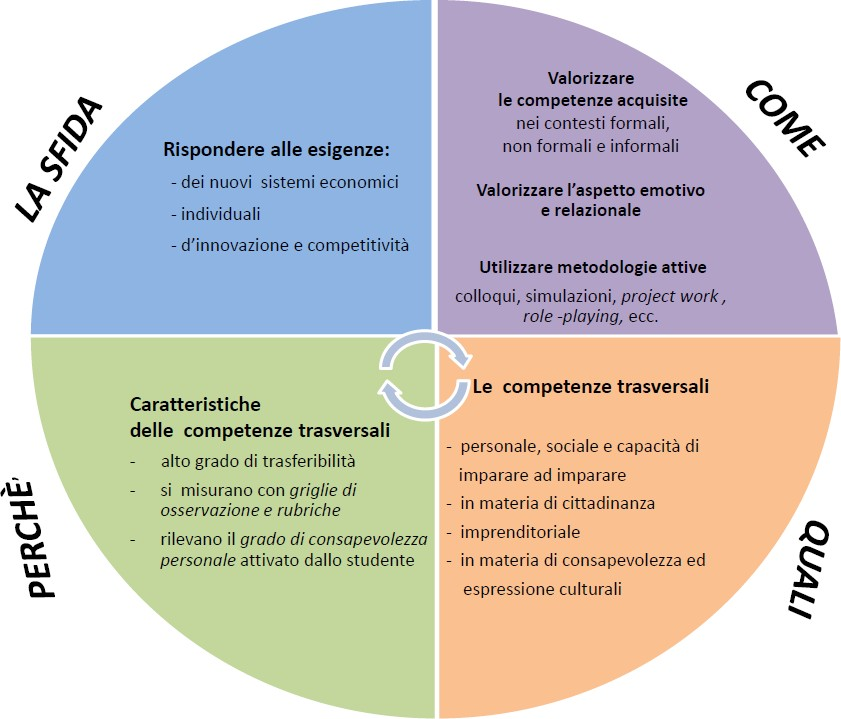 LA SFIDA
Rispondere alle esigenze:
- dei nuovi sistemi economici
- individuali
- d’innovazione e competitività
COME
Valorizzare
le competenze acquisite
nei contesti formali,
non formali e informali
Valorizzare l’aspetto emotivo
e relazionale
Utilizzare metodologie attive
colloqui, simulazioni, project work ,
role -playing, ecc.
PERCHÈ’
Caratteristiche
delle competenze trasversali
- alto grado di trasferibilità
- si misurano con griglie di
osservazione e rubriche
- rilevano il grado di consapevolezza
personale attivato dallo studente
QUALI
Le competenze trasversali
- personale, sociale e capacità di
imparare ad imparare
- in materia di cittadinanza
- imprenditoriale
- in materia di consapevolezza ed
espressione culturali